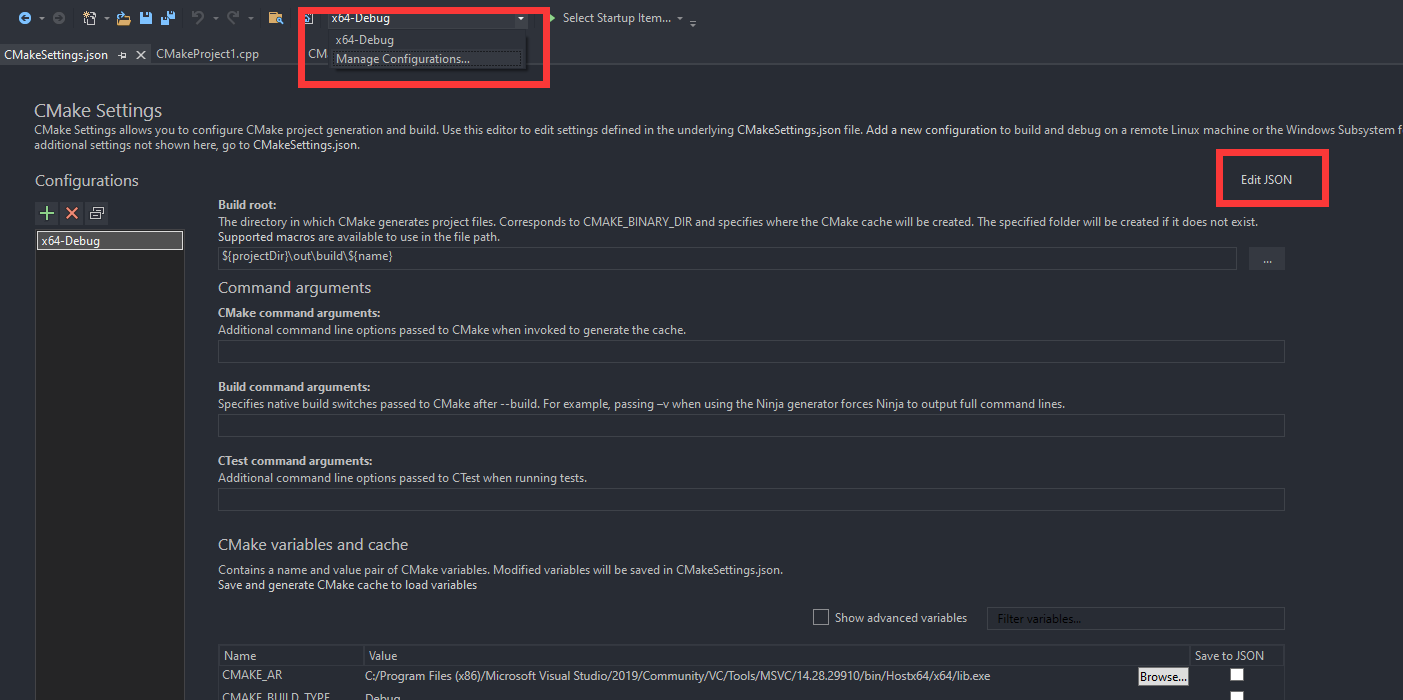 x64-Debug
Select Startup Item...
x64-Debug
Manage Configurations...
CMakeSettings.json
CMakeProject1.cpp
CM
CMake Settings
CMake Settings allows you to configure CMake project generation and build. Use this editor to edit settings defined in the underlying CMakeSettings.json file. Add a new configuration to build and debug on a remote Linux machine or the Windows Subsystem f
additional settings not shown here, go to CMakeSettings.json.
Configurations
Edit JSON
x64-Debug
Build root:
The directory in which CMake generates project files. Corresponds to CMAKE_BINARY_DIR and specifies where the CMake cache will be created. The specified folder will be created if it does not exist.
Supported macros are available to use in the file path.
${projectDir}\out\build\${name}
...
Command arguments
CMake command arguments:
Additional command line options passed to CMake when invoked to generate the cache.
Build command arguments:
Specifies native build switches passed to CMake after --build. For example, passing –v when using the Ninja generator forces Ninja to output full command lines.
CTest command arguments:
Additional command line options passed to CTest when running tests.
CMake variables and cache
Contains a name and value pair of CMake variables. Modified variables will be saved in CMakeSettings.json.
Save and generate CMake cache to load variables
Show advanced variables
Filter variables...
Name Value Save to JSON
CMAKE_AR C:/Program Files (x86)/Microsoft Visual Studio/2019/Community/VC/Tools/MSVC/14.28.29910/bin/Hostx64/x64/lib.exe Browse...
CMAKE_BUILD_TYPE Debug